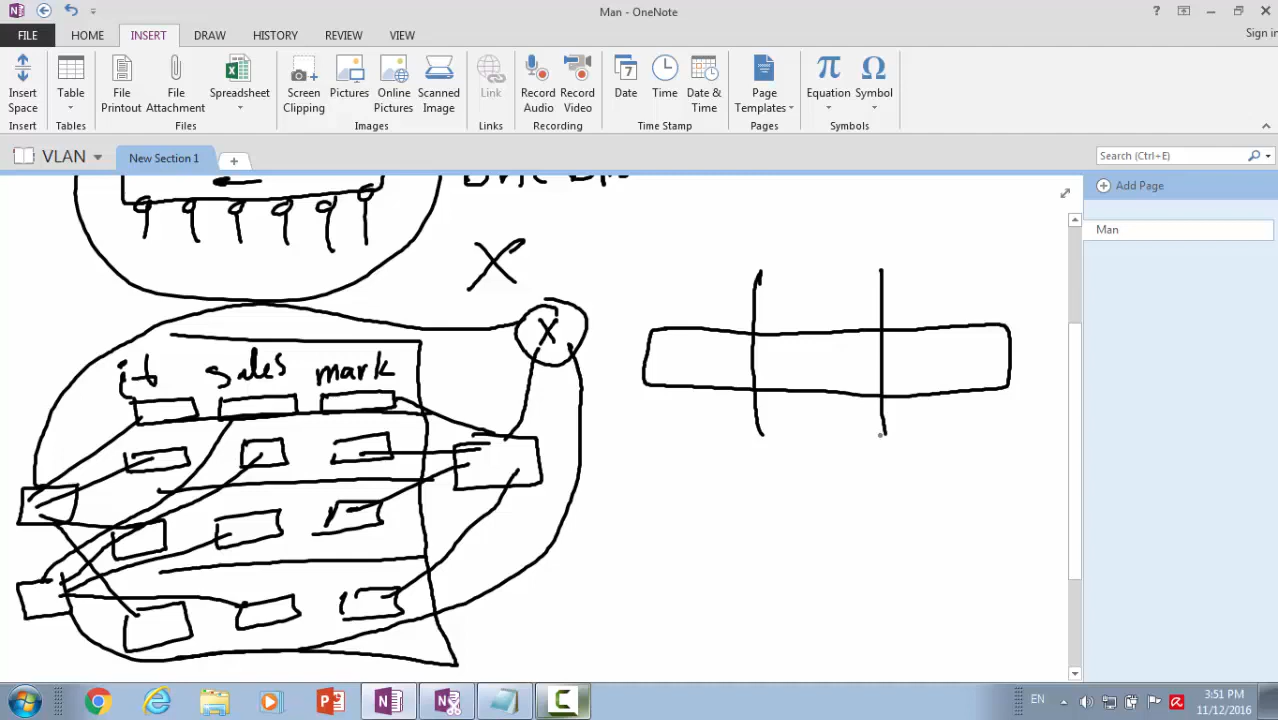 Man - OneNote
?
Sign in
FILE HOME INSERT DRAW HISTORY REVIEW VIEW
Insert Space
Table
File Printout
File Attachment
Spreadsheet
Screen Clipping
Pictures
Online Pictures
Scanned Image
Link
Record Audio
Record Video
Date
Time
Date & Time
Page Templates
Equation
Symbol
Insert Tables Files Images Links Recording Time Stamp Pages Symbols
VLAN
New Section 1
Search (Ctrl+E)
Add Page
Man
X
X
it sales mark
EN
3:51 PM
11/12/2016